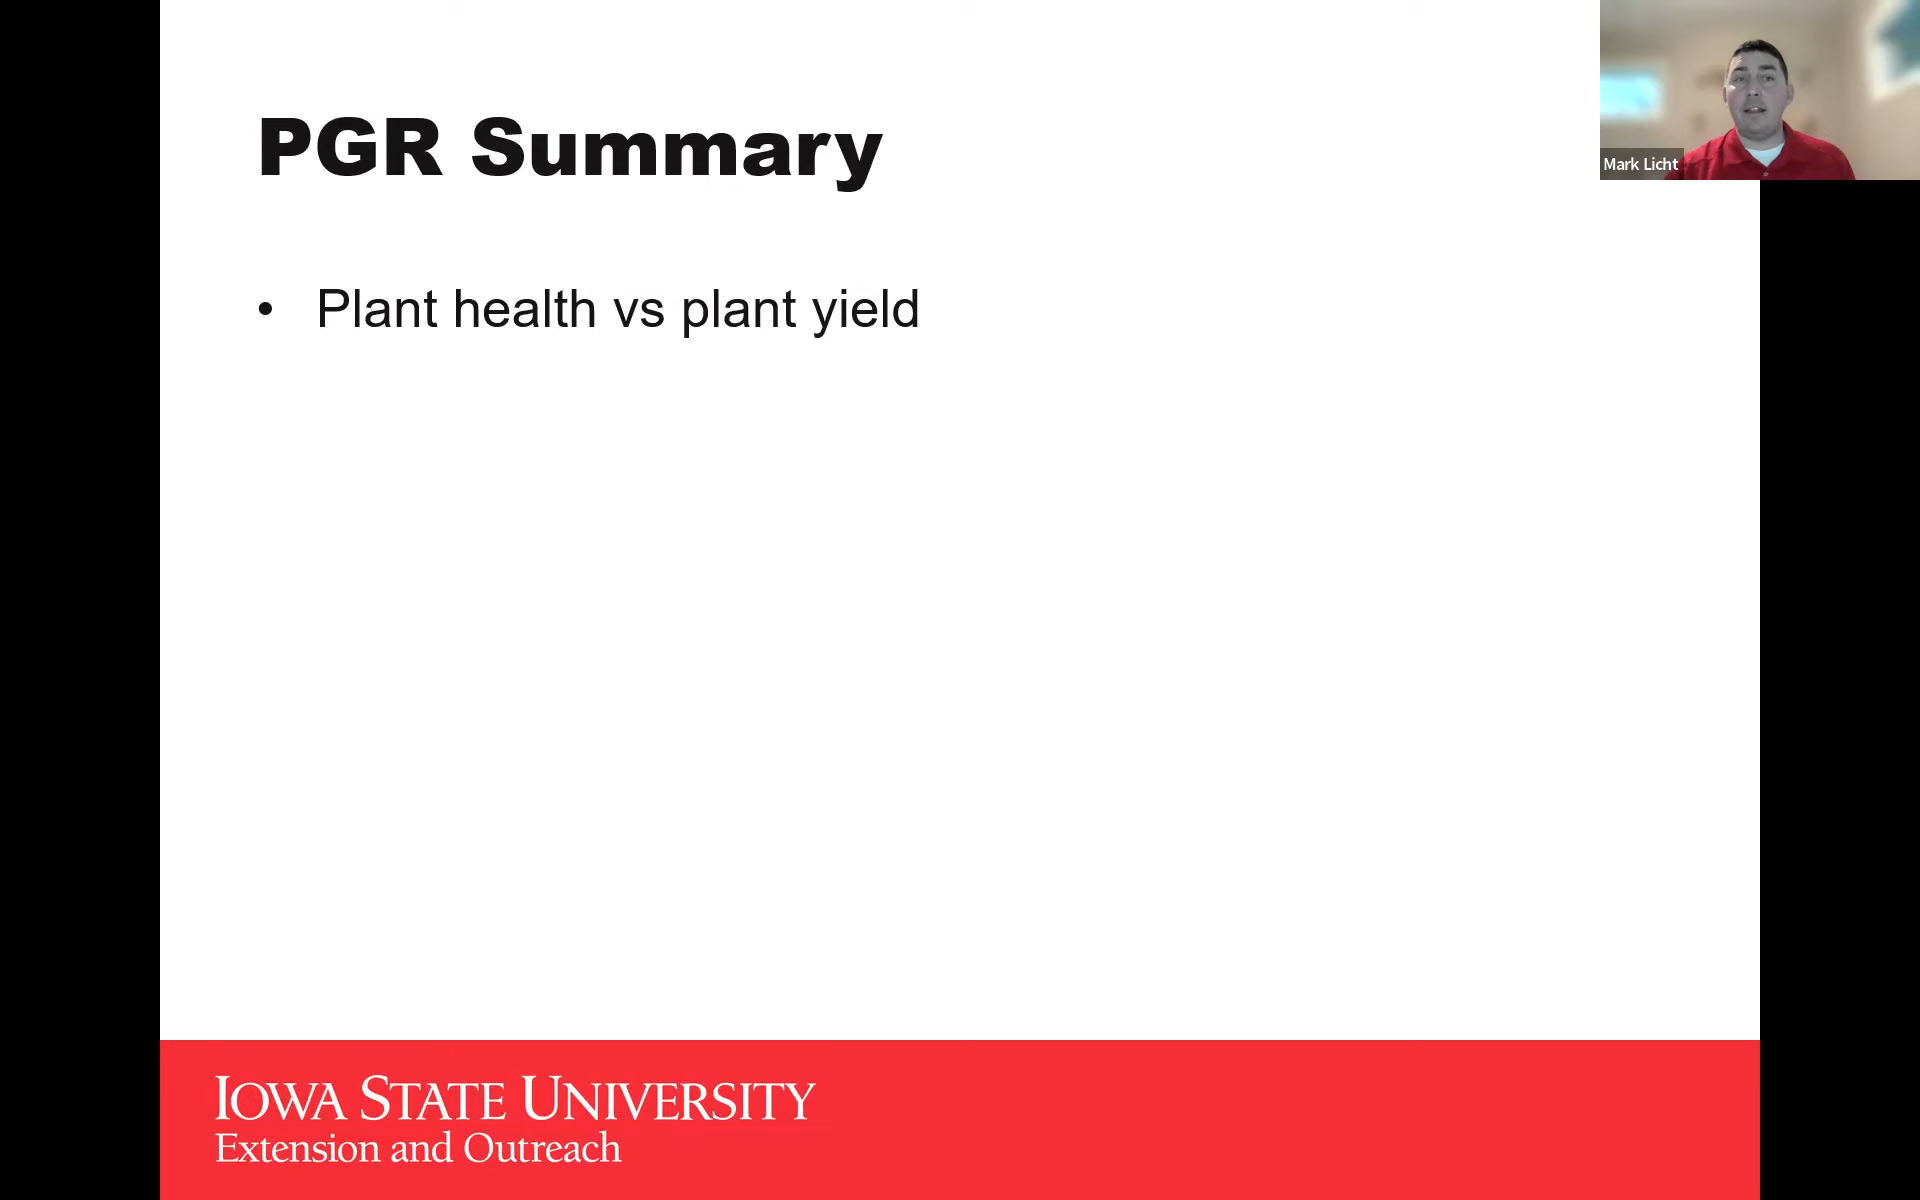 PGR Summary
• Plant health vs plant yield
Mark Licht
IOWA STATE UNIVERSITY
Extension and Outreach